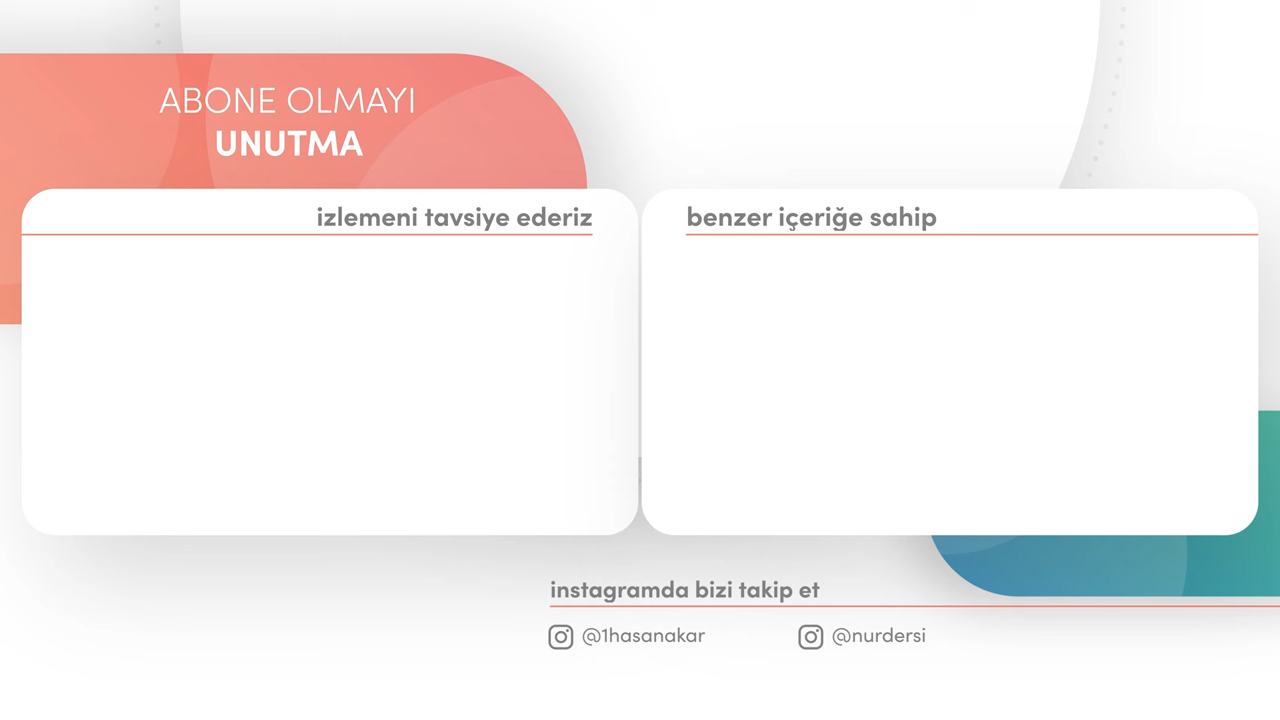 ABONE OLMAYI
UNUTMA
izlemeni tavsiye ederiz
benzer içeriğe sahip
instagramda bizi takip et
@1hasanakar
@nurdersi